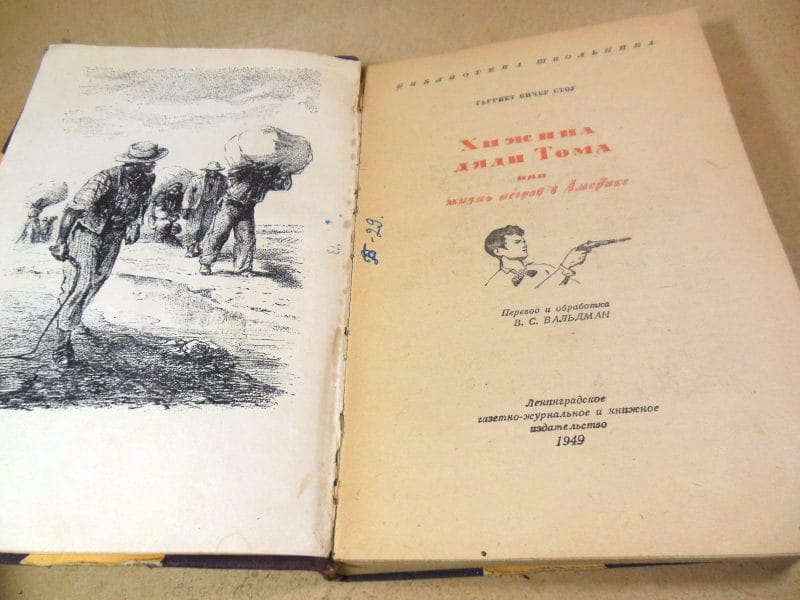 БИБЛИОТЕКА ШКОЛЬНИКА
ГАРРИЕТ БИЧЕР СТОУ
ХИЖИНА
ДЯДИ ТОМА
или
жизнь негров в Америке
Перевод и обработка
В. С. ВАЛЬДМАН
Ленинградское
газетно-журнальное и книжное
издательство
1949